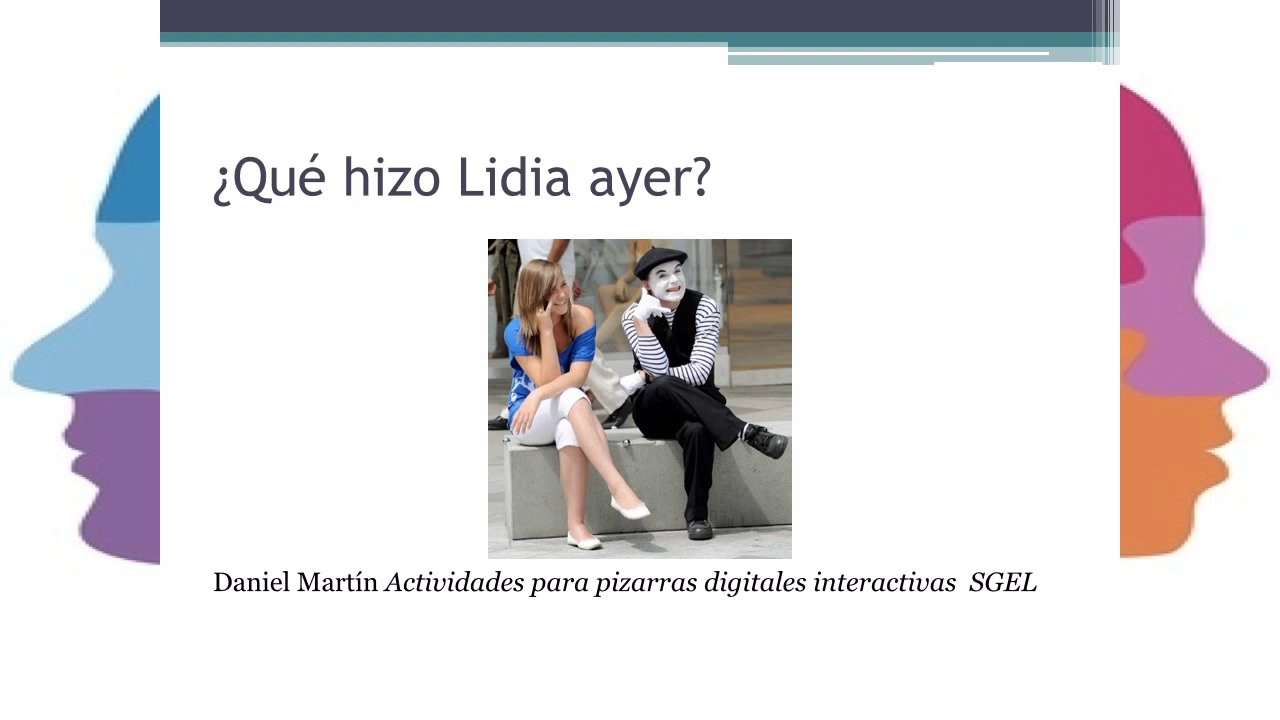 ¿Qué hizo Lidia ayer?
Daniel Martín Actividades para pizarras digitales interactivas  SGEL